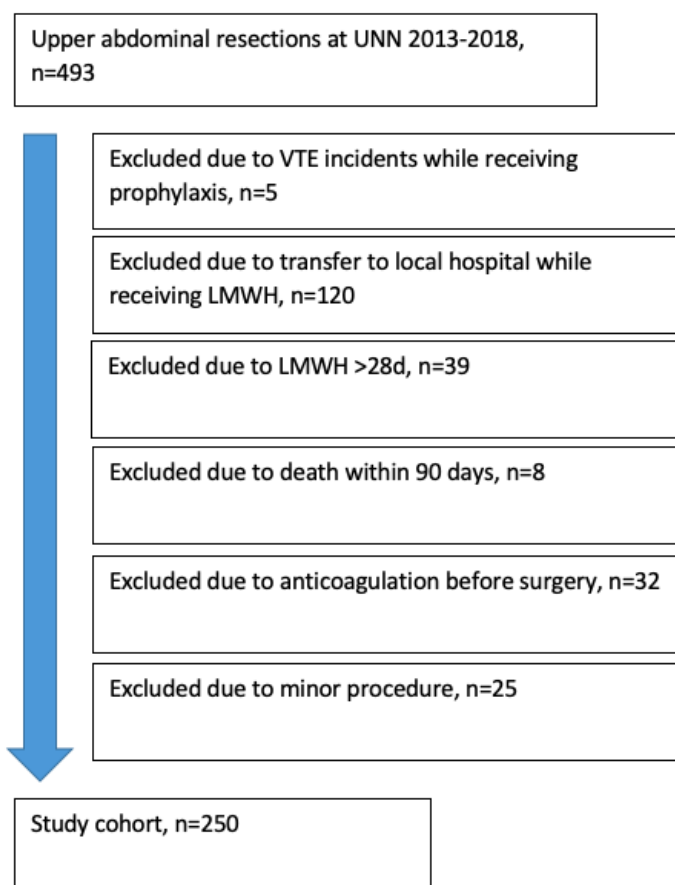 Upper abdominal resections at UNN 2013-2018,
n=493
Excluded due to VTE incidents while receiving
prophylaxis, n=5
Excluded due to transfer to local hospital while
receiving LMWH, n=120
Excluded due to LMWH >28d, n=39
Excluded due to death within 90 days, n=8
Excluded due to anticoagulation before surgery, n=32
Excluded due to minor procedure, n=25
Study cohort, n=250